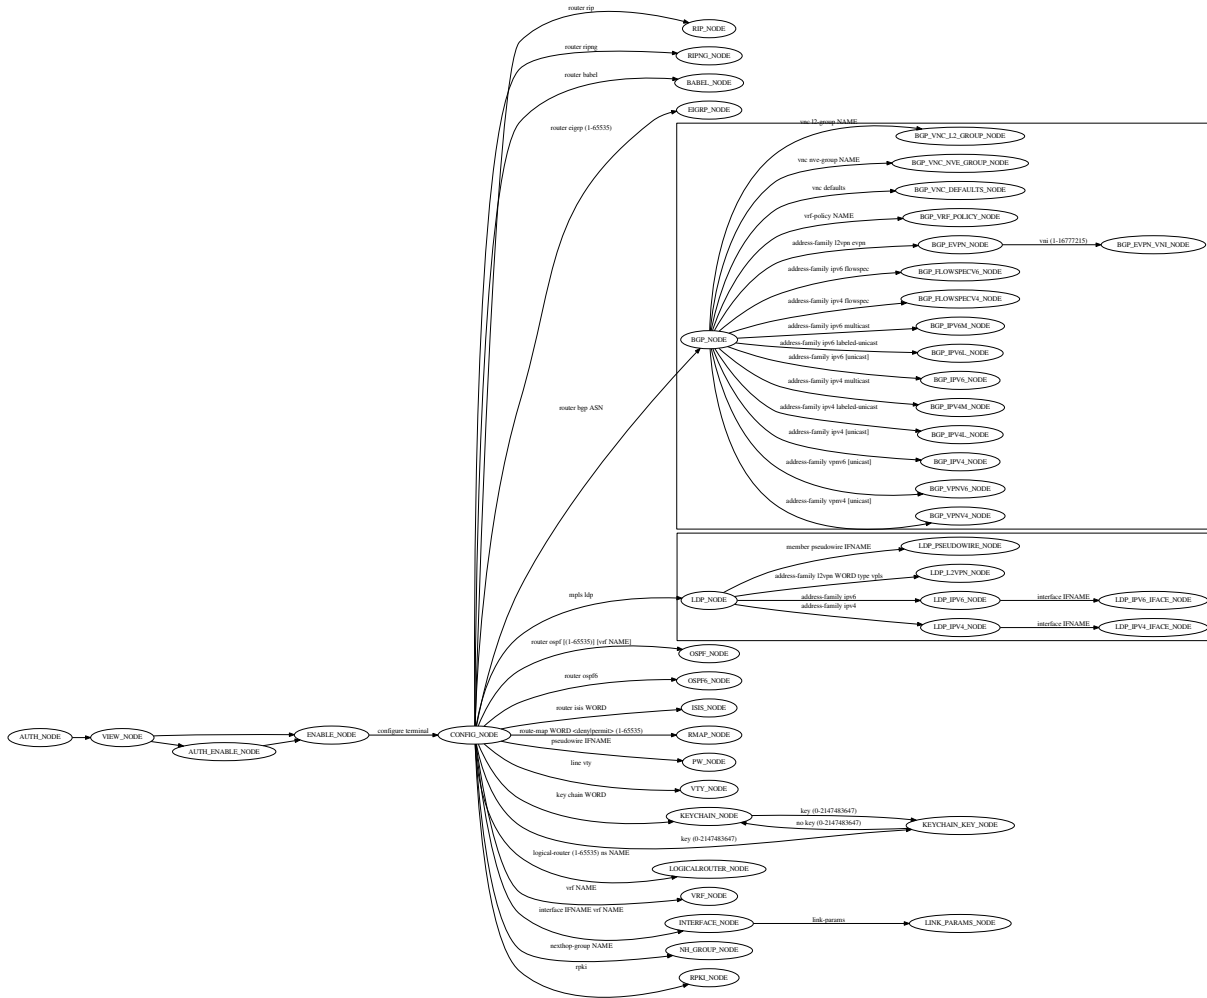 router rip
RIP_NODE
router ripng
RIPNG_NODE
router babel
BABEL_NODE
router eigrp (1-65535)
EIGRP_NODE
vnc l2-group NAME
BGP_VNC_L2_GROUP_NODE
vnc nve-group NAME
BGP_VNC_NVE_GROUP_NODE
vnc defaults
BGP_VNC_DEFAULTS_NODE
vrf-policy NAME
BGP_VRF_POLICY_NODE
address-family l2vpn evpn
BGP_EVPN_NODE
vni (1-16777215)
BGP_EVPN_VNI_NODE
address-family ipv6 flowspec
BGP_FLOWSPECV6_NODE
address-family ipv4 flowspec
BGP_FLOWSPECV4_NODE
address-family ipv6 multicast
BGP_IPV6M_NODE
BGP_NODE
address-family ipv6 labeled-unicast
BGP_IPV6L_NODE
address-family ipv6 [unicast]
BGP_IPV6_NODE
address-family ipv4 multicast
BGP_IPV4M_NODE
router bgp ASN
address-family ipv4 labeled-unicast
BGP_IPV4L_NODE
address-family ipv4 [unicast]
BGP_IPV4_NODE
address-family vpnv6 [unicast]
BGP_VPNV6_NODE
address-family vpnv4 [unicast]
BGP_VPNV4_NODE
member pseudowire IFNAME
LDP_PSEUDOWIRE_NODE
address-family l2vpn WORD type vpls
LDP_L2VPN_NODE
mpls ldp
LDP_NODE
address-family ipv6
LDP_IPV6_NODE
interface IFNAME
LDP_IPV6_IFACE_NODE
address-family ipv4
LDP_IPV4_NODE
interface IFNAME
LDP_IPV4_IFACE_NODE
router ospf [(1-65535)] [vrf NAME]
OSPF_NODE
router ospf6
OSPF6_NODE
router isis WORD
ISIS_NODE
AUTH_NODE
VIEW_NODE
AUTH_ENABLE_NODE
ENABLE_NODE
configure terminal
CONFIG_NODE
route-map WORD <deny|permit> (1-65535)
RMAP_NODE
pseudowire IFNAME
PW_NODE
line vty
VTY_NODE
key chain WORD
KEYCHAIN_NODE
key (0-2147483647)
no key (0-2147483647)
KEYCHAIN_KEY_NODE
key (0-2147483647)
logical-router (1-65535) ns NAME
LOGICALROUTER_NODE
vrf NAME
VRF_NODE
interface IFNAME vrf NAME
INTERFACE_NODE
link-params
LINK_PARAMS_NODE
nexthop-group NAME
NH_GROUP_NODE
rpki
RPKI_NODE